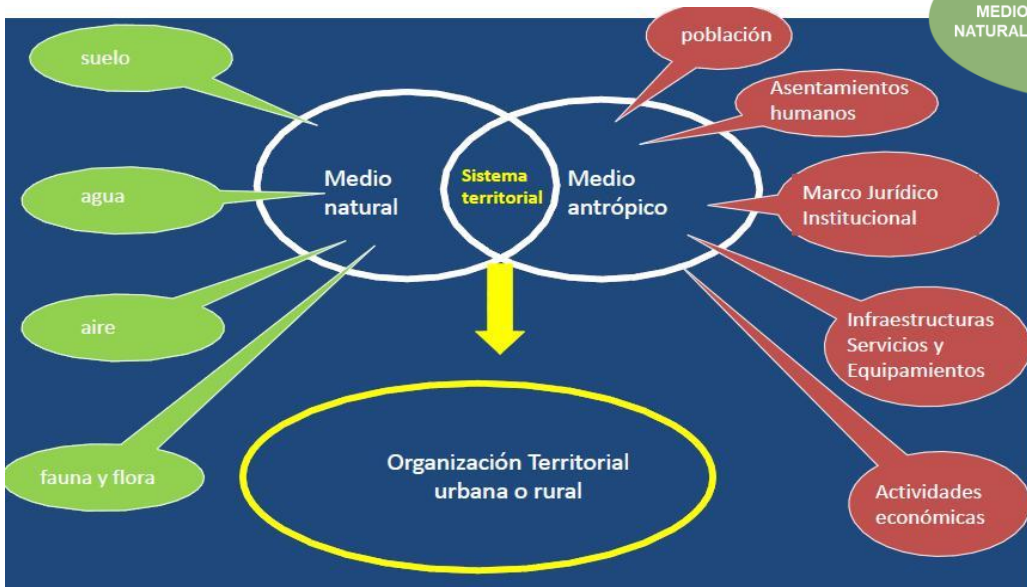 MEDIO
NATURAL
suelo
agua
aire
fauna y flora
Medio
natural
Sistema
territorial
Medio
antrópico
población
Asentamientos
humanos
Marco Jurídico
Institucional
Infraestructuras
Servicios y
Equipamientos
Actividades
económicas
Organización Territorial
urbana o rural